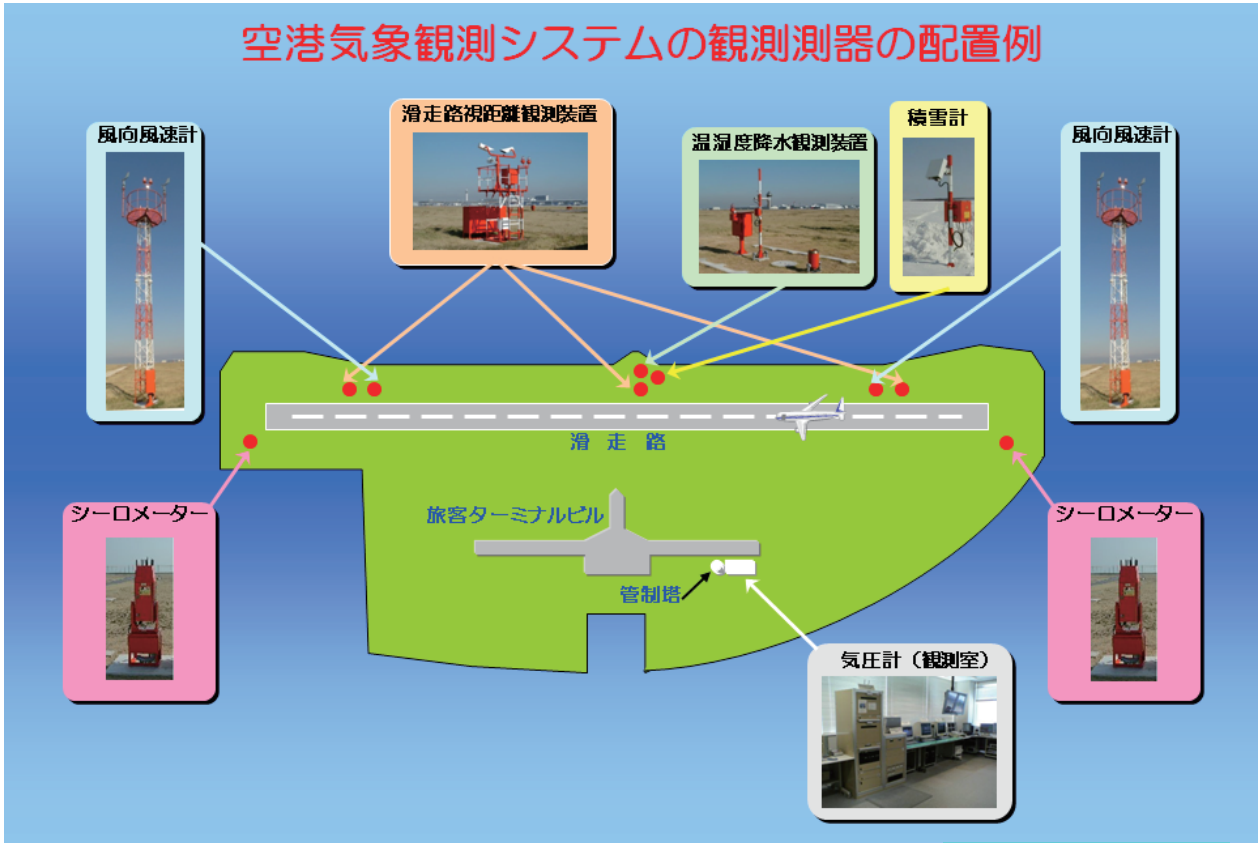 空港気象観測システムの観測測器の配置例
風向風速計
滑走路視距離観測装置
温湿度降水観測装置
積雪計
風向風速計
滑走路
シーロメーター
旅客ターミナルビル
シーロメーター
管制塔
気圧計（観測室）